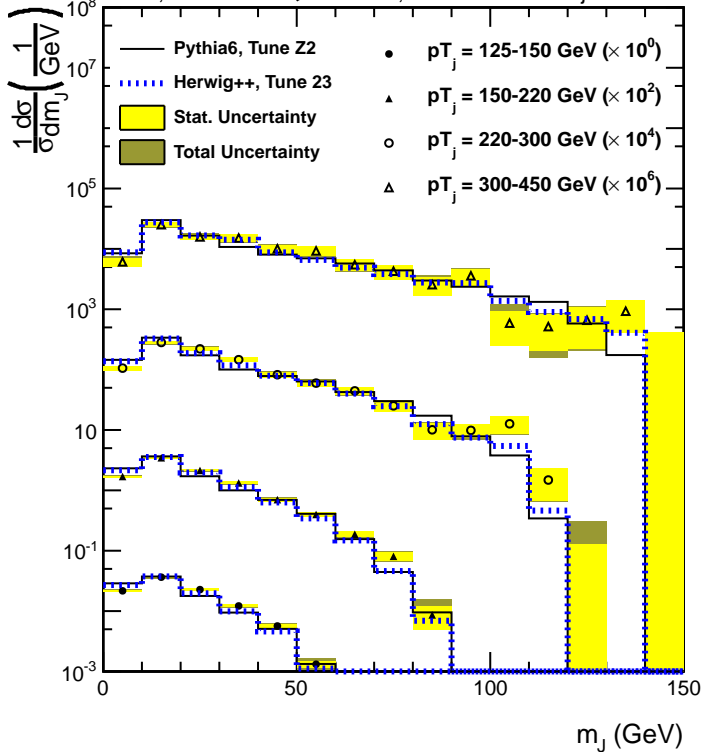 10^8
10^7
10^5
10^3
10
10^-1
10^-3
1/σ dσ/dm_J (1/GeV)
Pythia6, Tune Z2
Herwig++, Tune 23
Stat. Uncertainty
Total Uncertainty
pT_j = 125-150 GeV (× 10^0)
pT_j = 150-220 GeV (× 10^2)
pT_j = 220-300 GeV (× 10^4)
pT_j = 300-450 GeV (× 10^6)
0 50 100 150
m_J (GeV)